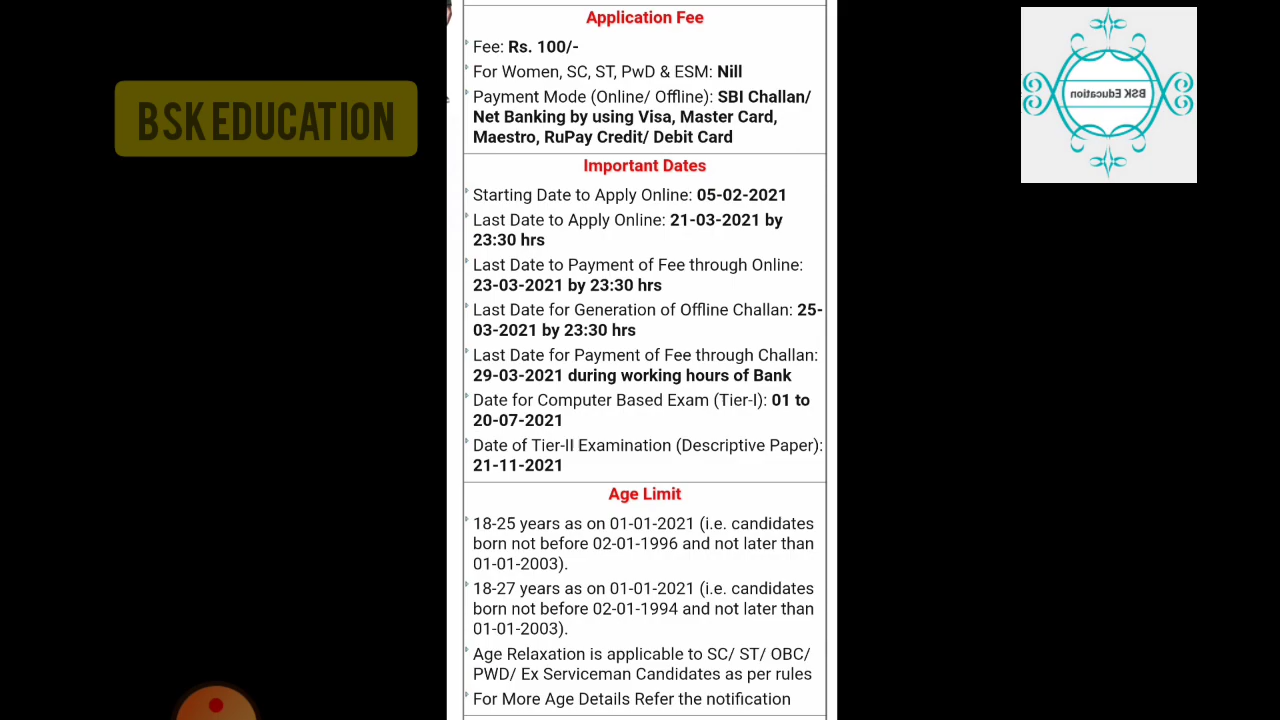 Application Fee
Fee: Rs. 100/-
For Women, SC, ST, PwD & ESM: Nill
Payment Mode (Online/ Offline): SBI Challan/
Net Banking by using Visa, Master Card,
Maestro, RuPay Credit/ Debit Card
Important Dates
Starting Date to Apply Online: 05-02-2021
Last Date to Apply Online: 21-03-2021 by
23:30 hrs
Last Date to Payment of Fee through Online:
23-03-2021 by 23:30 hrs
Last Date for Generation of Offline Challan: 25-
03-2021 by 23:30 hrs
Last Date for Payment of Fee through Challan:
29-03-2021 during working hours of Bank
Date for Computer Based Exam (Tier-I): 01 to
20-07-2021
Date of Tier-II Examination (Descriptive Paper):
21-11-2021
Age Limit
18-25 years as on 01-01-2021 (i.e. candidates
born not before 02-01-1996 and not later than
01-01-2003).
18-27 years as on 01-01-2021 (i.e. candidates
born not before 02-01-1994 and not later than
01-01-2003).
Age Relaxation is applicable to SC/ ST/ OBC/
PWD/ Ex Serviceman Candidates as per rules
For More Age Details Refer the notification
BSK EDUCATION
BSK Education